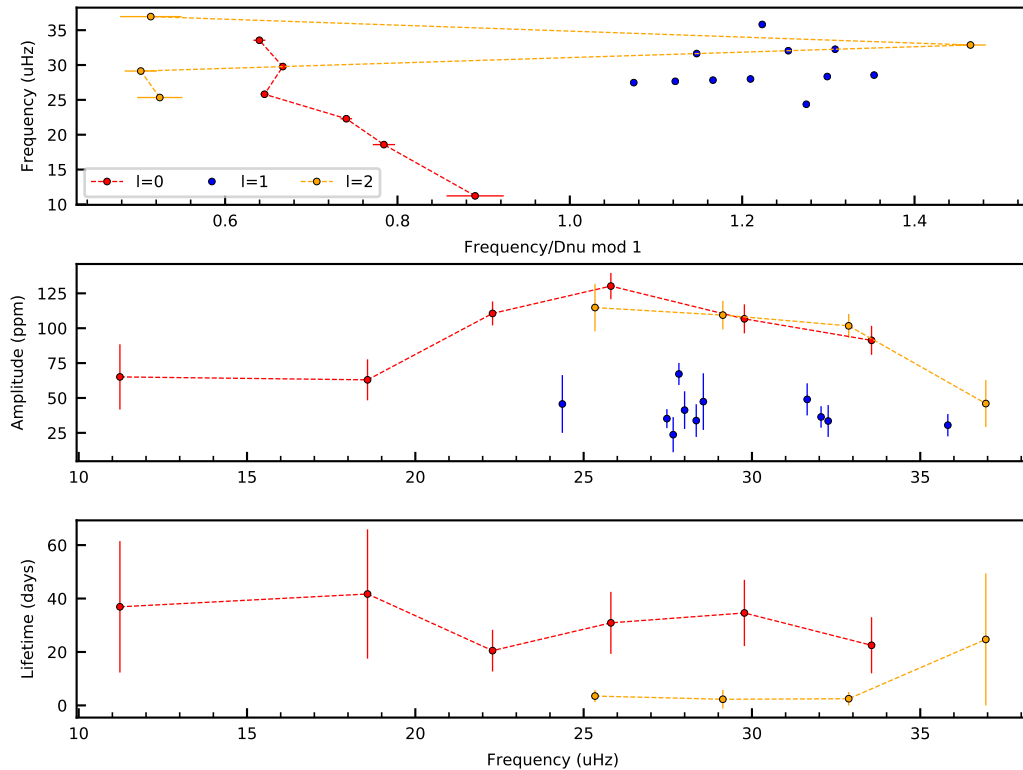 Frequency (uHz)
35
30
25
20
15
10
l=0 l=1 l=2
0.6 0.8 1.0 1.2 1.4
Frequency/Dnu mod 1
Amplitude (ppm)
125
100
75
50
25
10 15 20 25 30 35
Lifetime (days)
60
40
20
0
10 15 20 25 30 35
Frequency (uHz)